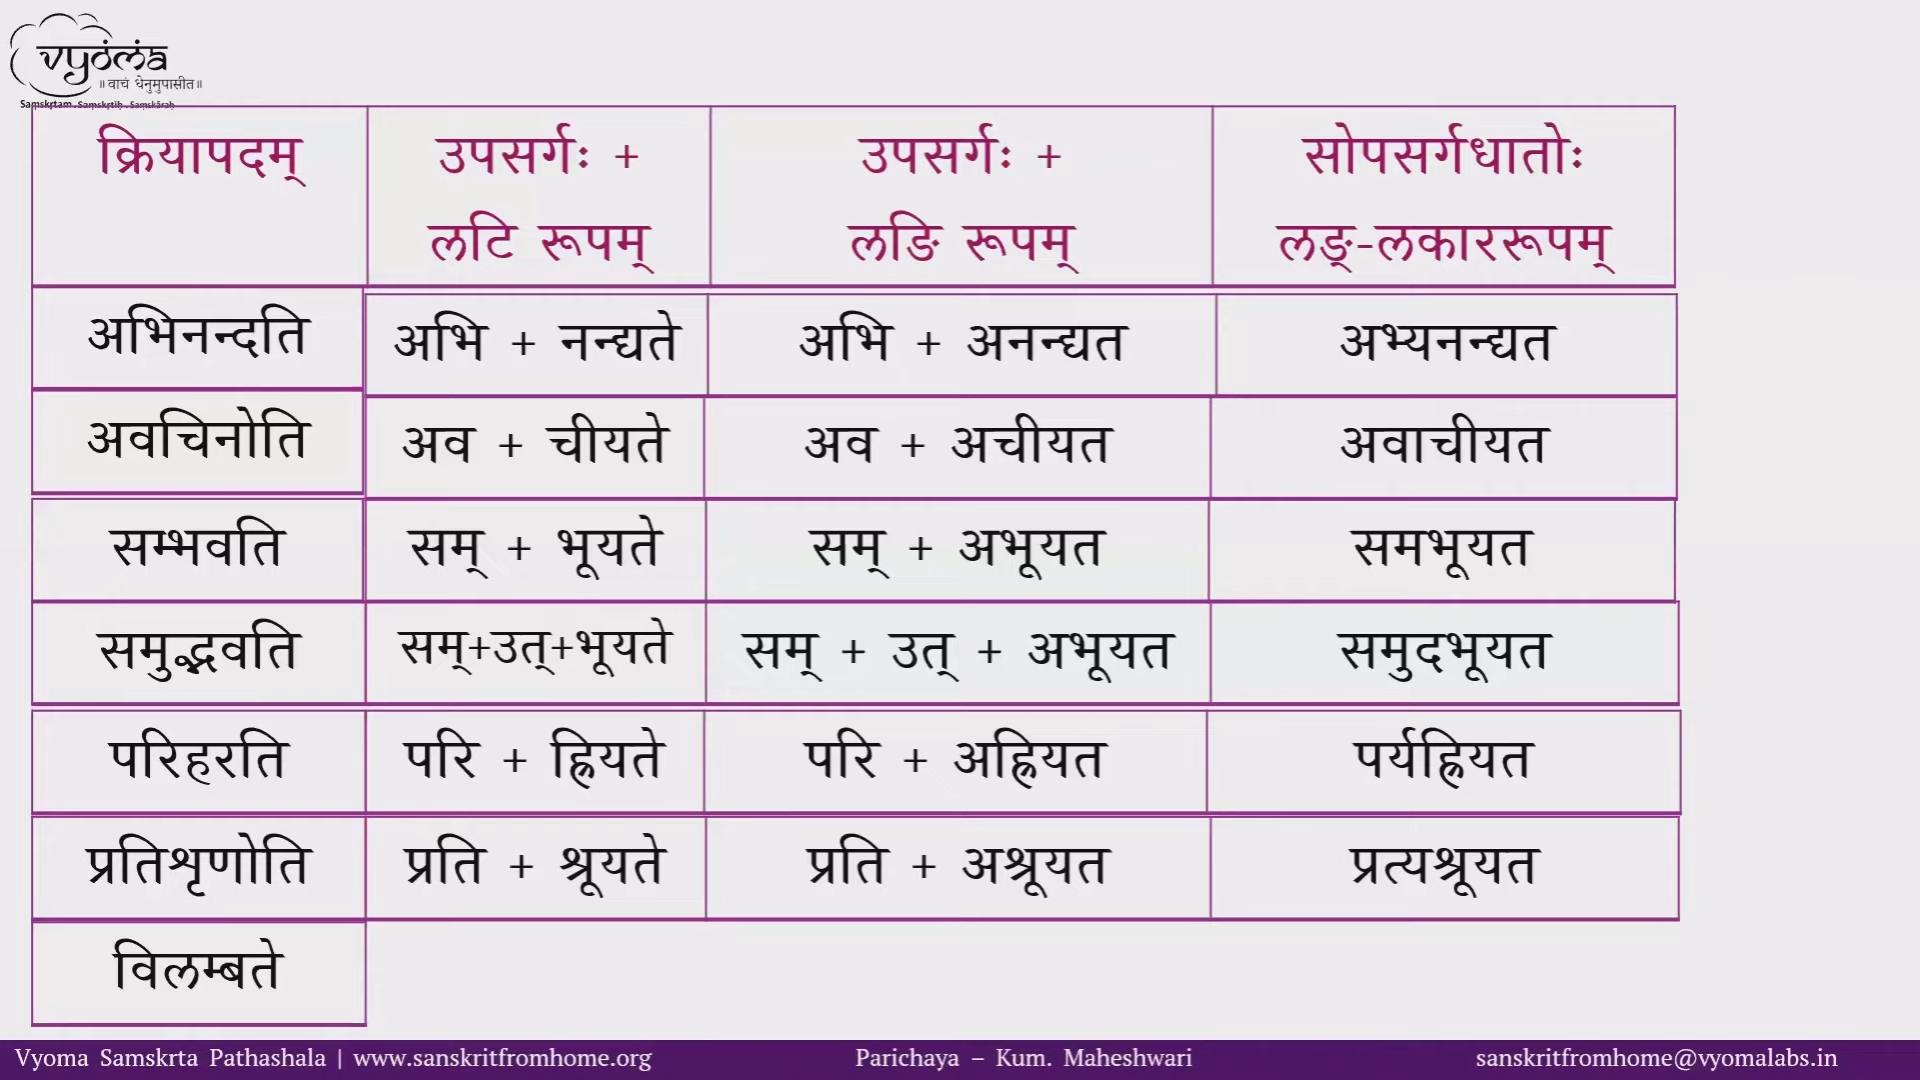 vyoma
॥वाचं धेनुमुपासीत॥
Samskrtam . Samskrtiḥ . Samskāraḥ
क्रियापदम् उपसर्गः + उपसर्गः + सोपसर्गधातोः
लटि रूपम् लङि रूपम् लङ्-लकाररूपम्
अभिनन्दति अभि + नन्द्यते अभि + अनन्द्यत अभ्यनन्द्यत
अवचिनोति अव + चीयते अव + अचीयत अवाचीयत
सम्भवति सम् + भूयते सम् + अभूयत समभूयत
समुद्भवति सम्+उत्+भूयते सम् + उत् + अभूयत समुदभूयत
परिहरति परि + ह्रियते परि + अह्रियत पर्यह्रियत
प्रतिशृणोति प्रति + श्रूयते प्रति + अश्रूयत प्रत्यश्रूयत
विलम्बते
Vyoma Samskrta Pathashala | www.sanskritfromhome.org Parichaya – Kum. Maheshwari sanskritfromhome@vyomalabs.in